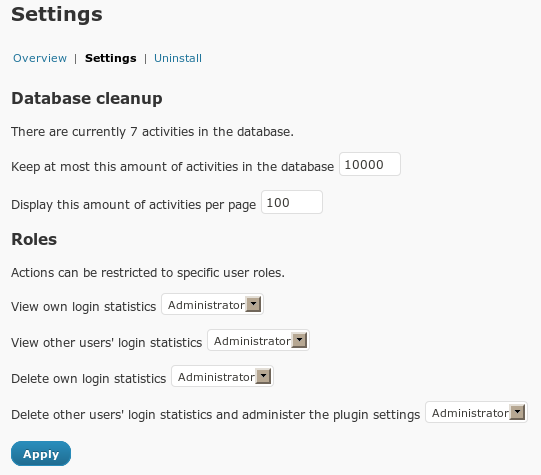 Settings
Overview | Settings | Uninstall
Database cleanup
There are currently 7 activities in the database.
Keep at most this amount of activities in the database 10000
Display this amount of activities per page 100
Roles
Actions can be restricted to specific user roles.
View own login statistics Administrator
View other users' login statistics Administrator
Delete own login statistics Administrator
Delete other users' login statistics and administer the plugin settings Administrator
Apply